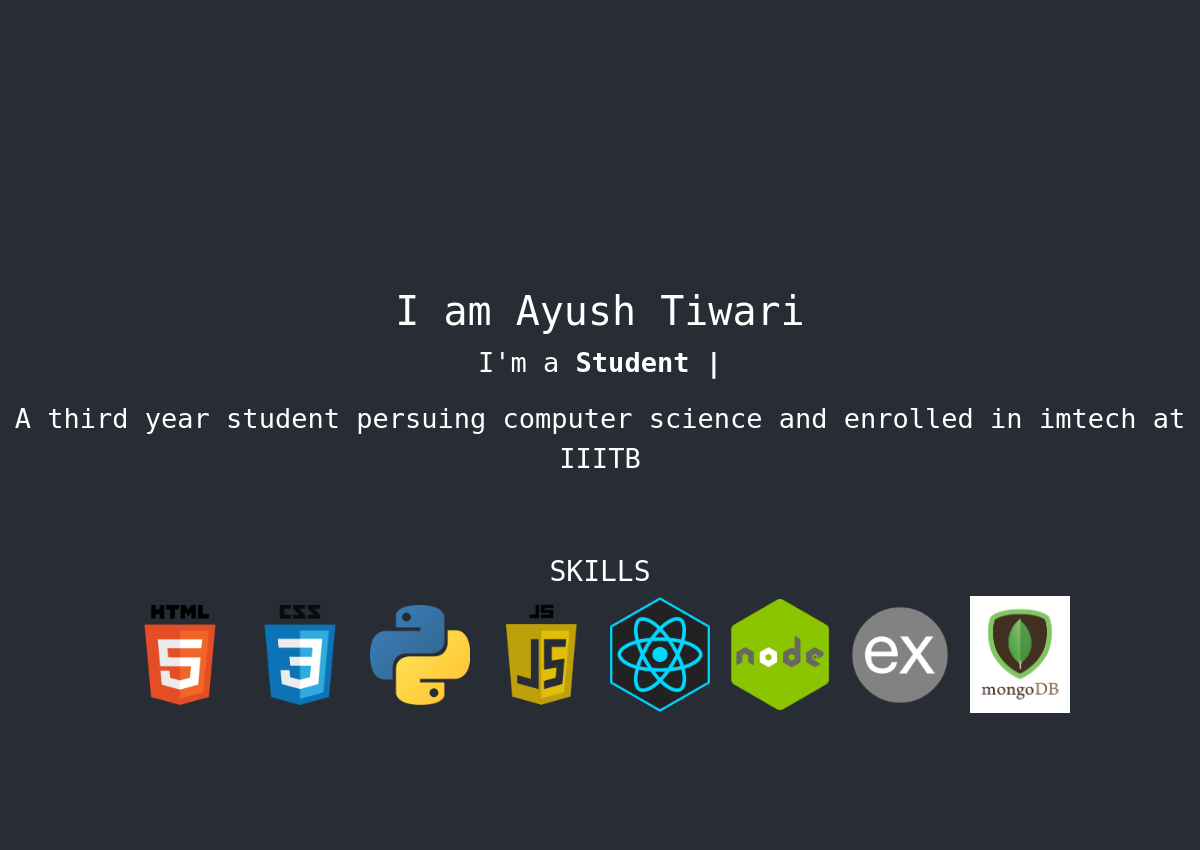 I am Ayush Tiwari
I'm a Student |
A third year student persuing computer science and enrolled in imtech at
IIITB
SKILLS
HTML CSS JS
5 3 JS node ex mongoDB